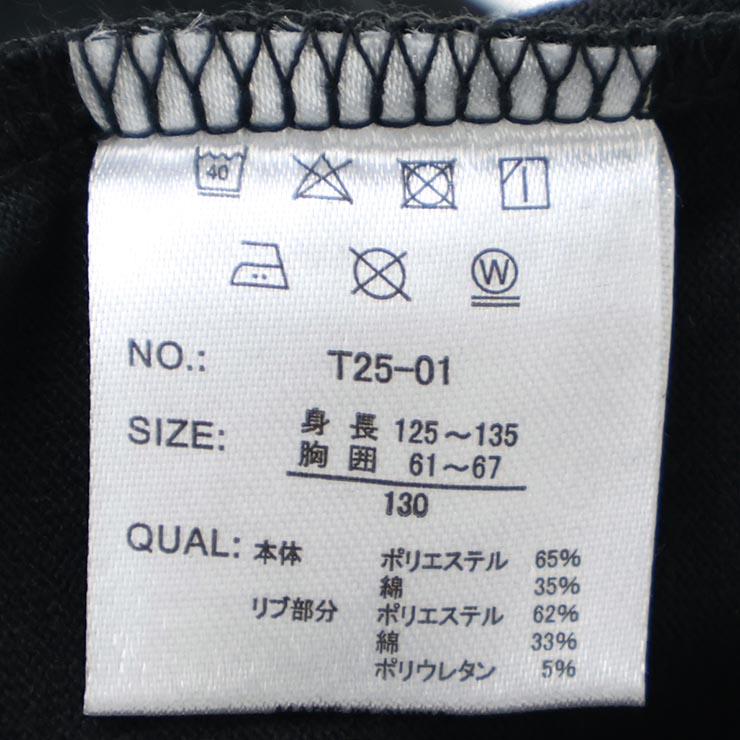 40
W
NO.: T25-01
SIZE: 身長 125～135
胸囲 61～67
130
QUAL: 本体 ポリエステル 65%
綿 35%
リブ部分 ポリエステル 62%
綿 33%
ポリウレタン 5%